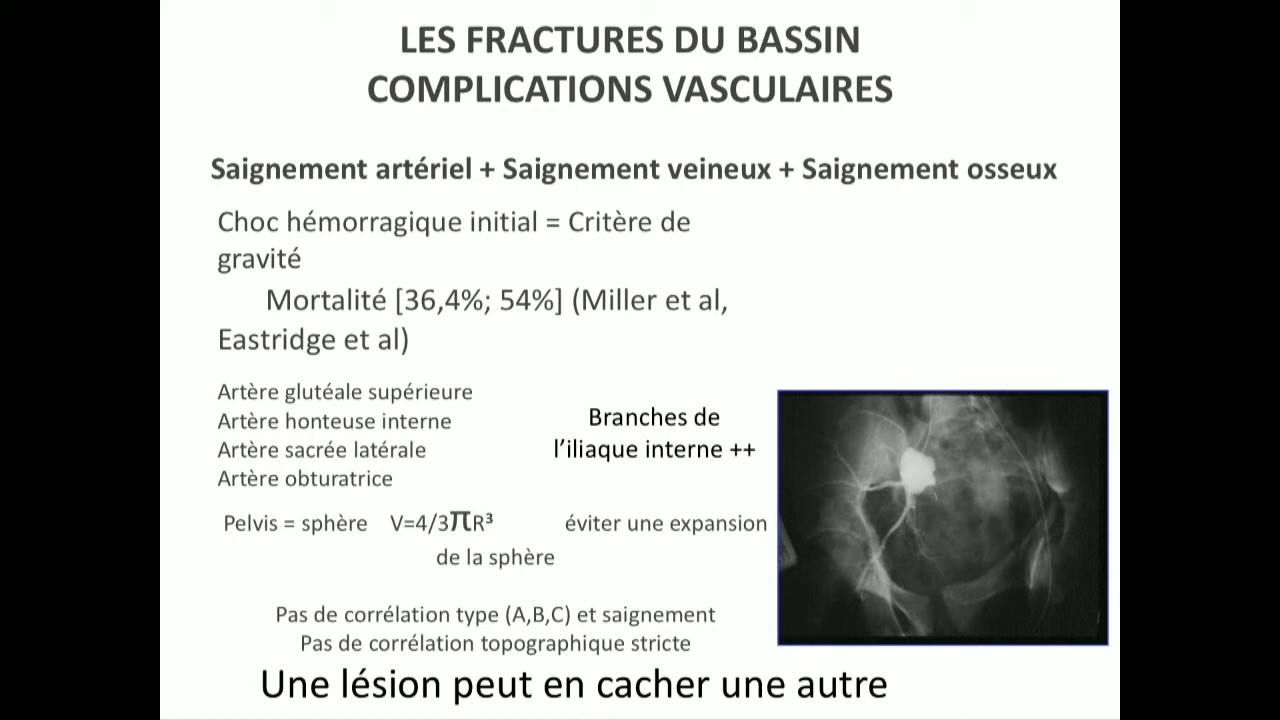 LES FRACTURES DU BASSIN
COMPLICATIONS VASCULAIRES
Saignement artériel + Saignement veineux + Saignement osseux
Choc hémorragique initial = Critère de
gravité
Mortalité [36,4%; 54%] (Miller et al,
Eastridge et al)
Artère glutéale supérieure
Artère honteuse interne
Artère sacrée latérale
Artère obturatrice
Branches de
l'iliaque interne ++
Pelvis = sphère V=4/3πR³ éviter une expansion
de la sphère
Pas de corrélation type (A,B,C) et saignement
Pas de corrélation topographique stricte
Une lésion peut en cacher une autre